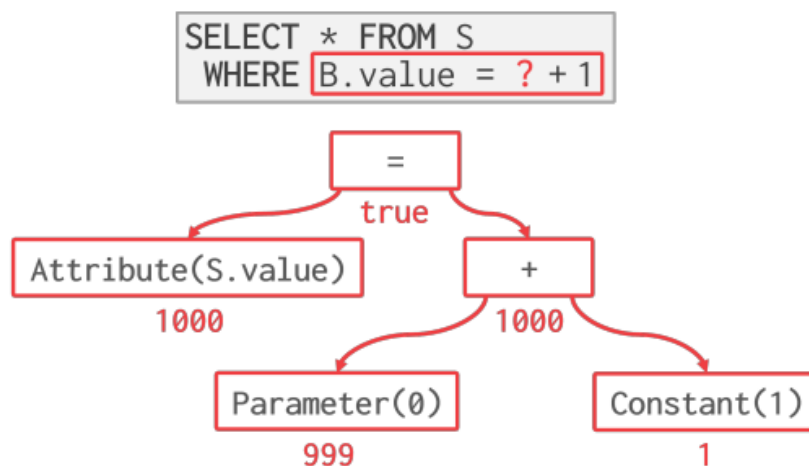 SELECT * FROM S
WHERE B.value = ? + 1
=
true
Attribute(S.value)
+
1000
1000
Parameter(0)
Constant(1)
999
1